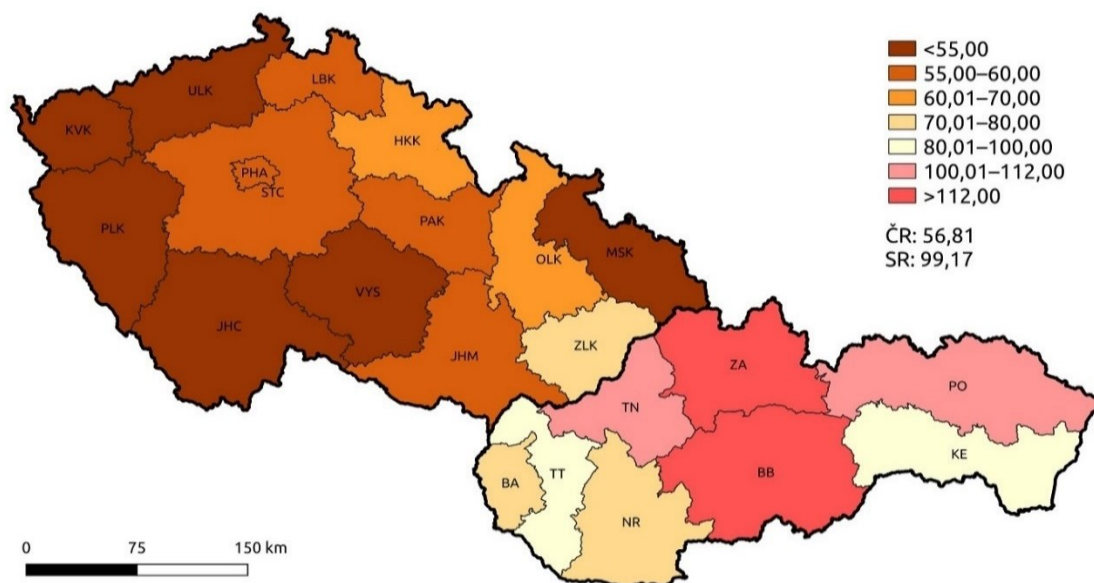 <55,00
55,00–60,00
60,01–70,00
70,01–80,00
80,01–100,00
100,01–112,00
>112,00
ČR: 56,81
SR: 99,17
LBK
ULK
KVK
HKK
PHA
STC
PLK
PAK
OLK
MSK
VYS
JHC
JHM
ZLK
ZA
PO
TN
KE
TT
BB
BA
NR
0 75 150 km